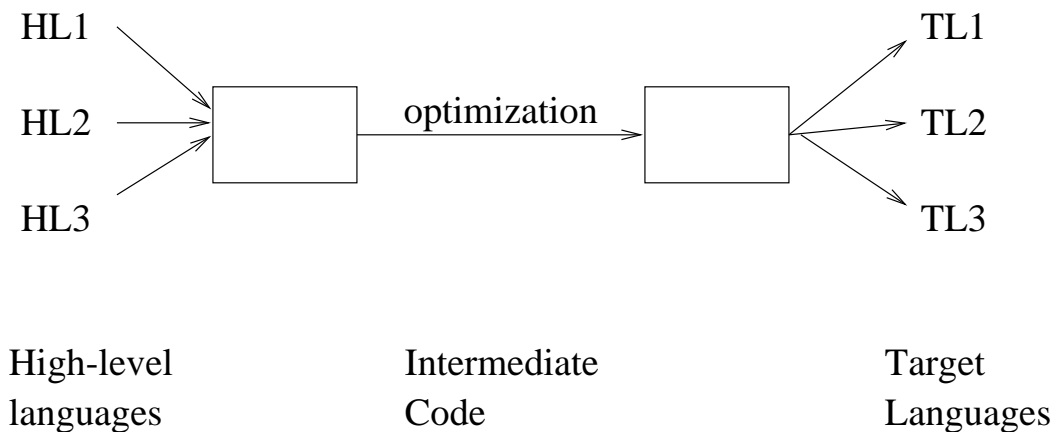 HL1
TL1
optimization
HL2
TL2
HL3
TL3
High-level
languages
Intermediate
Code
Target
Languages